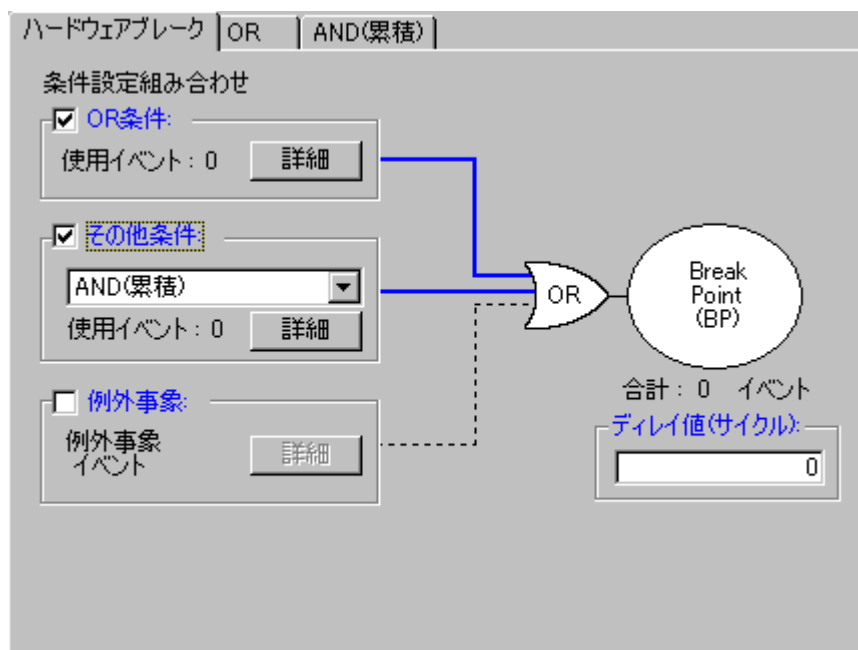 ハードウェアブレーク OR AND(累積)
条件設定組み合わせ
OR条件:
使用イベント: 0 詳細
その他条件:
AND(累積)
使用イベント: 0 詳細
例外事象:
例外事象
イベント
詳細
OR
Break
Point
(BP)
合計: 0 イベント
ディレイ値(サイクル):
0